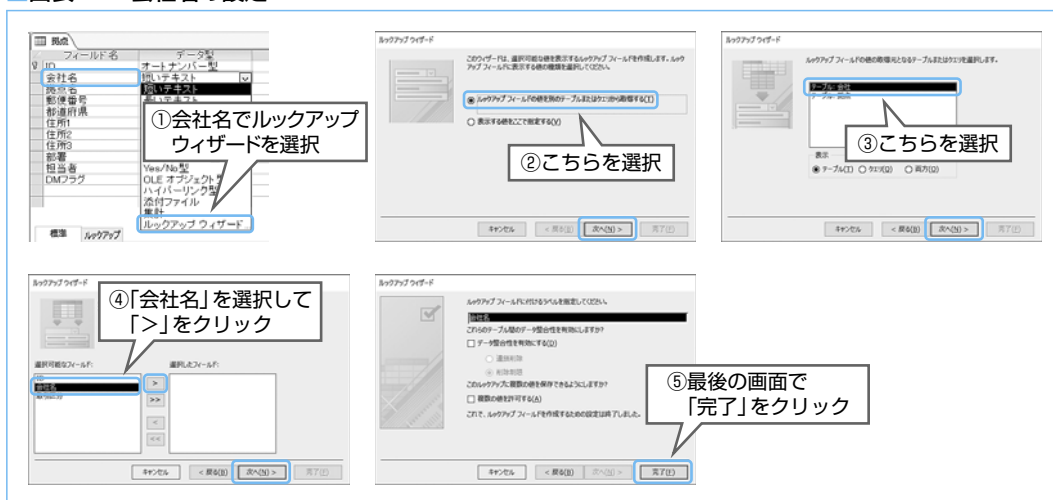 拠点
フィールド名 データ型
ID オートナンバー型
会社名 短いテキスト
拠点名 短いテキスト
郵便番号 長いテキスト
都道府県
住所1
住所2
住所3
部署
担当者 Yes/No型
DMフラグ OLE オブジェクト型
ハイパーリンク型
添付ファイル
集計
ルックアップ ウィザード...
標準 ルックアップ
①会社名でルックアップ
ウィザードを選択
ルックアップ ウィザード
このウィザードは、選択可能な値を表示するルックアップ フィールドを作成します。ルック
アップ フィールドに表示する値の種類を選択してください。
ルックアップ フィールドの値を別のテーブルまたはクエリから取得する(T)
表示する値をここで指定する(V)
②こちらを選択
キャンセル < 戻る(B) 次へ(N) > 完了(F)
ルックアップ ウィザード
ルックアップ フィールドの値の取得元となるテーブルまたはクエリを選択します。
テーブル: 会社
テーブル: 拠点
③こちらを選択
表示
テーブル(T) クエリ(Q) 両方(O)
キャンセル < 戻る(B) 次へ(N) > 完了(F)
ルックアップ ウィザード
④「会社名」を選択して
「>」をクリック
選択可能なフィールド: 選択したフィールド:
ID
会社名
>
>>
<
<<
キャンセル < 戻る(B) 次へ(N) > 完了(F)
ルックアップ ウィザード
ルックアップ フィールドに付けるラベルを指定してください。
会社名
これらのテーブル間のデータ整合性を有効にしますか?
データ整合性を有効にする(D)
連鎖削除
削除制限
このルックアップに複数の値を保存できるようにしますか?
複数の値を許可する(A)
これで、ルックアップ フィールドを作成するための設定は終了しました。
⑤最後の画面で
「完了」をクリック
キャンセル < 戻る(B) 次へ(N) > 完了(F)